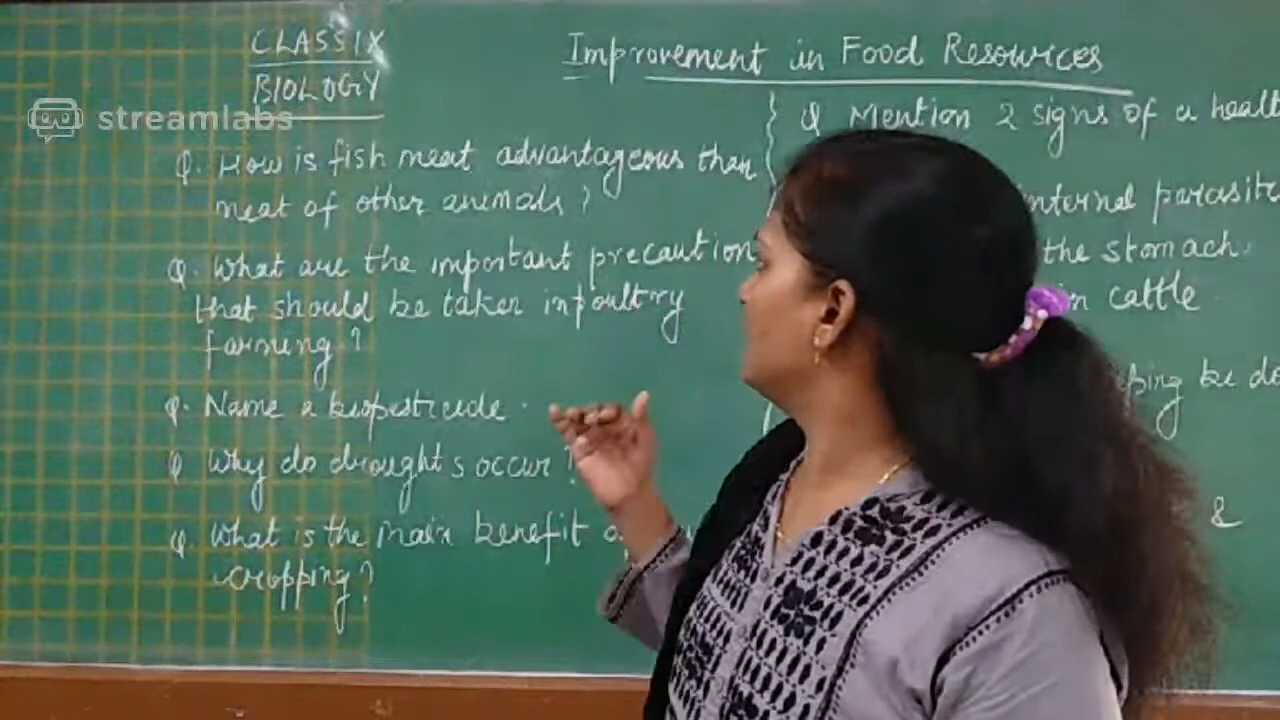 CLASS IX
BIOLOGY
streamlabs
Improvement in Food Resources
Q. How is fish meat advantageous than
meat of other animals?
Q. What are the important precaution
that should be taken in poultry
farming?
Q. Name a biopesticide.
Q Why do droughts occur?
Q What is the main benefit
cropping?
Q Mention 2 signs of a healt
internal parasite
the stomach.
cattle
be do
&